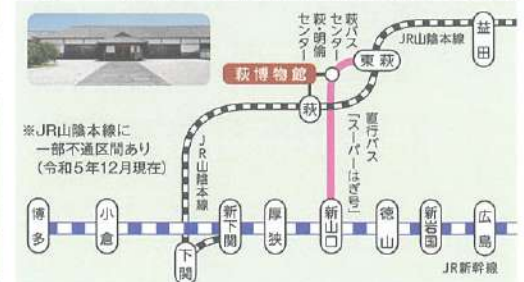 益田
JR山陰本線
萩バスセンター
萩・明倫センター
東萩
萩博物館
萩
※JR山陰本線に
一部不通区間あり
(令和5年12月現在)
JR山陰本線
直行バス
「スーパーはぎ号」
博多
小倉
下関
新下関
厚狭
新山口
徳山
新岩国
広島
JR新幹線